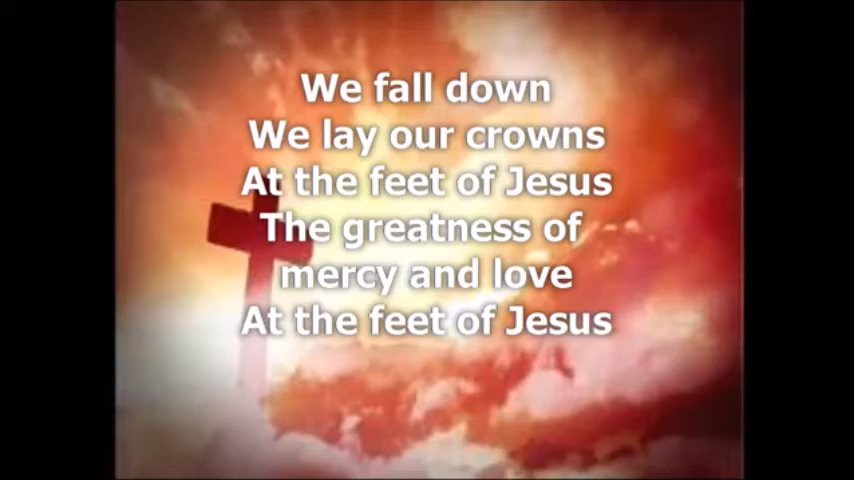 We fall down
We lay our crowns
At the feet of Jesus
The greatness of
mercy and love
At the feet of Jesus